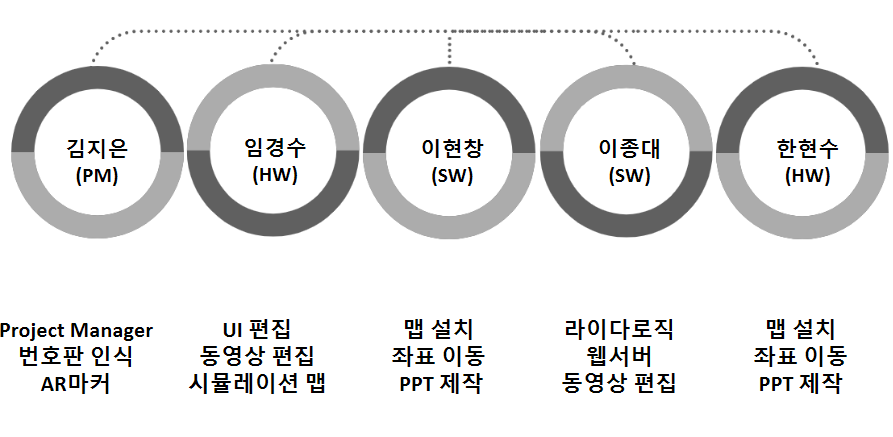 김지은
(PM)
임경수
(HW)
이현창
(SW)
이종대
(SW)
한현수
(HW)
Project Manager
번호판 인식
AR마커
UI 편집
동영상 편집
시뮬레이션 맵
맵 설치
좌표 이동
PPT 제작
라이다로직
웹서버
동영상 편집
맵 설치
좌표 이동
PPT 제작